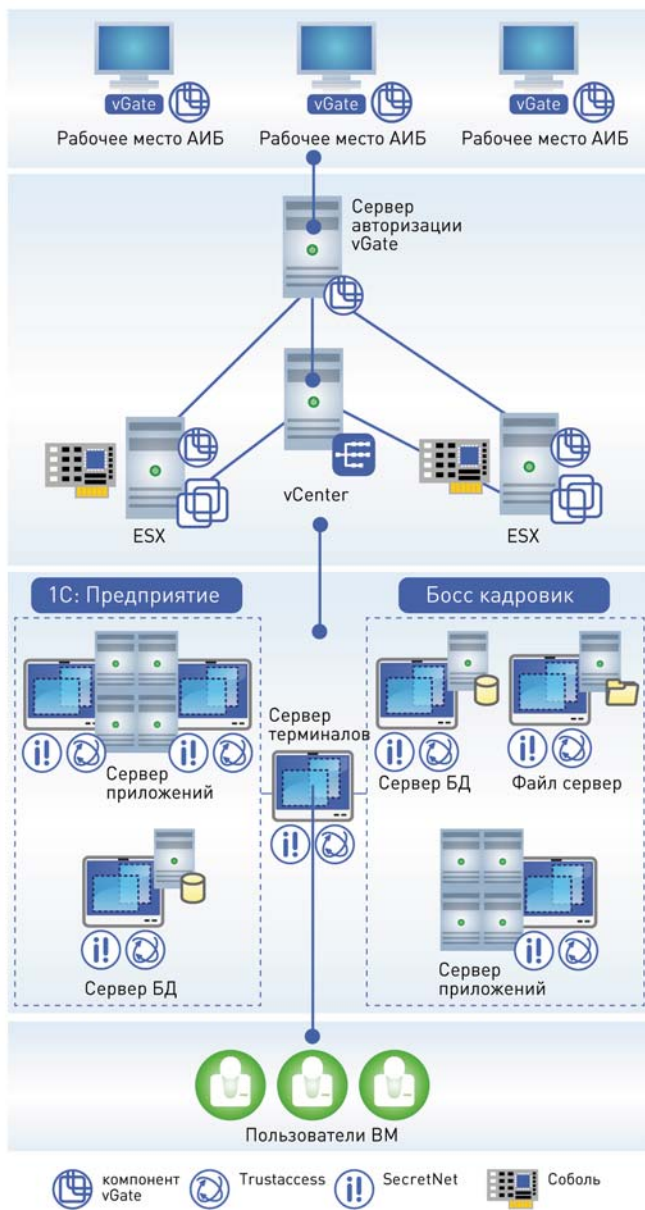 vGate
vGate
vGate
Рабочее место АИБ
Рабочее место АИБ
Рабочее место АИБ
Сервер
авторизации
vGate
vCenter
ESX
ESX
1С: Предприятие
Босс кадровик
Сервер
терминалов
Сервер
приложений
Сервер БД
Файл сервер
Сервер БД
Сервер
приложений
Пользователи ВМ
компонент
vGate
Trustaccess
SecretNet
Соболь